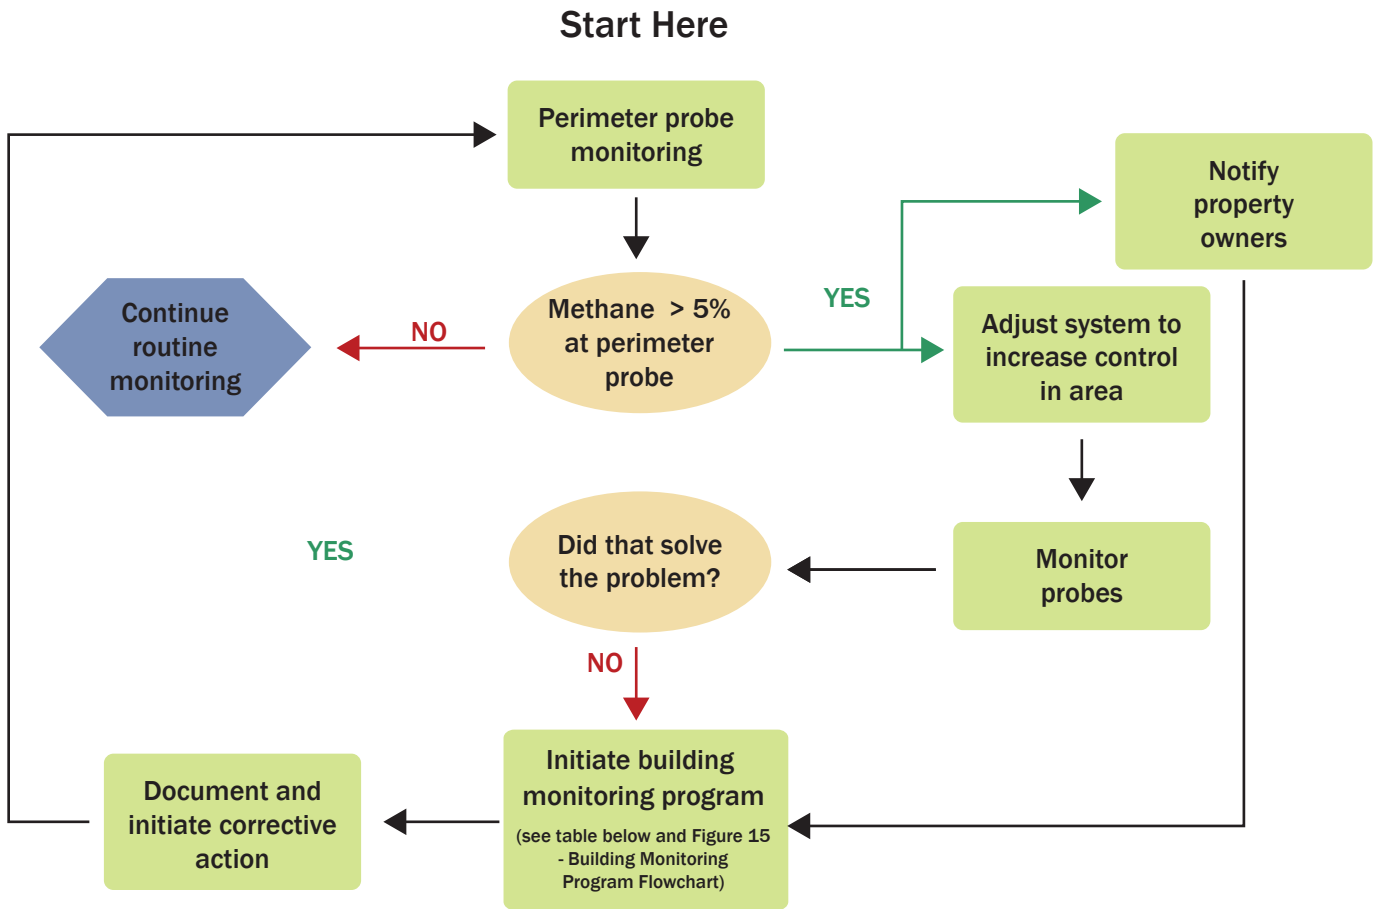 Start Here
Perimeter probe
monitoring
Notify
property
owners
Continue
routine
monitoring
NO
Methane > 5%
at perimeter
probe
YES
Adjust system to
increase control
in area
YES
Did that solve
the problem?
Monitor
probes
NO
Document and
initiate corrective
action
Initiate building
monitoring program
(see table below and Figure 15
- Building Monitoring
Program Flowchart)